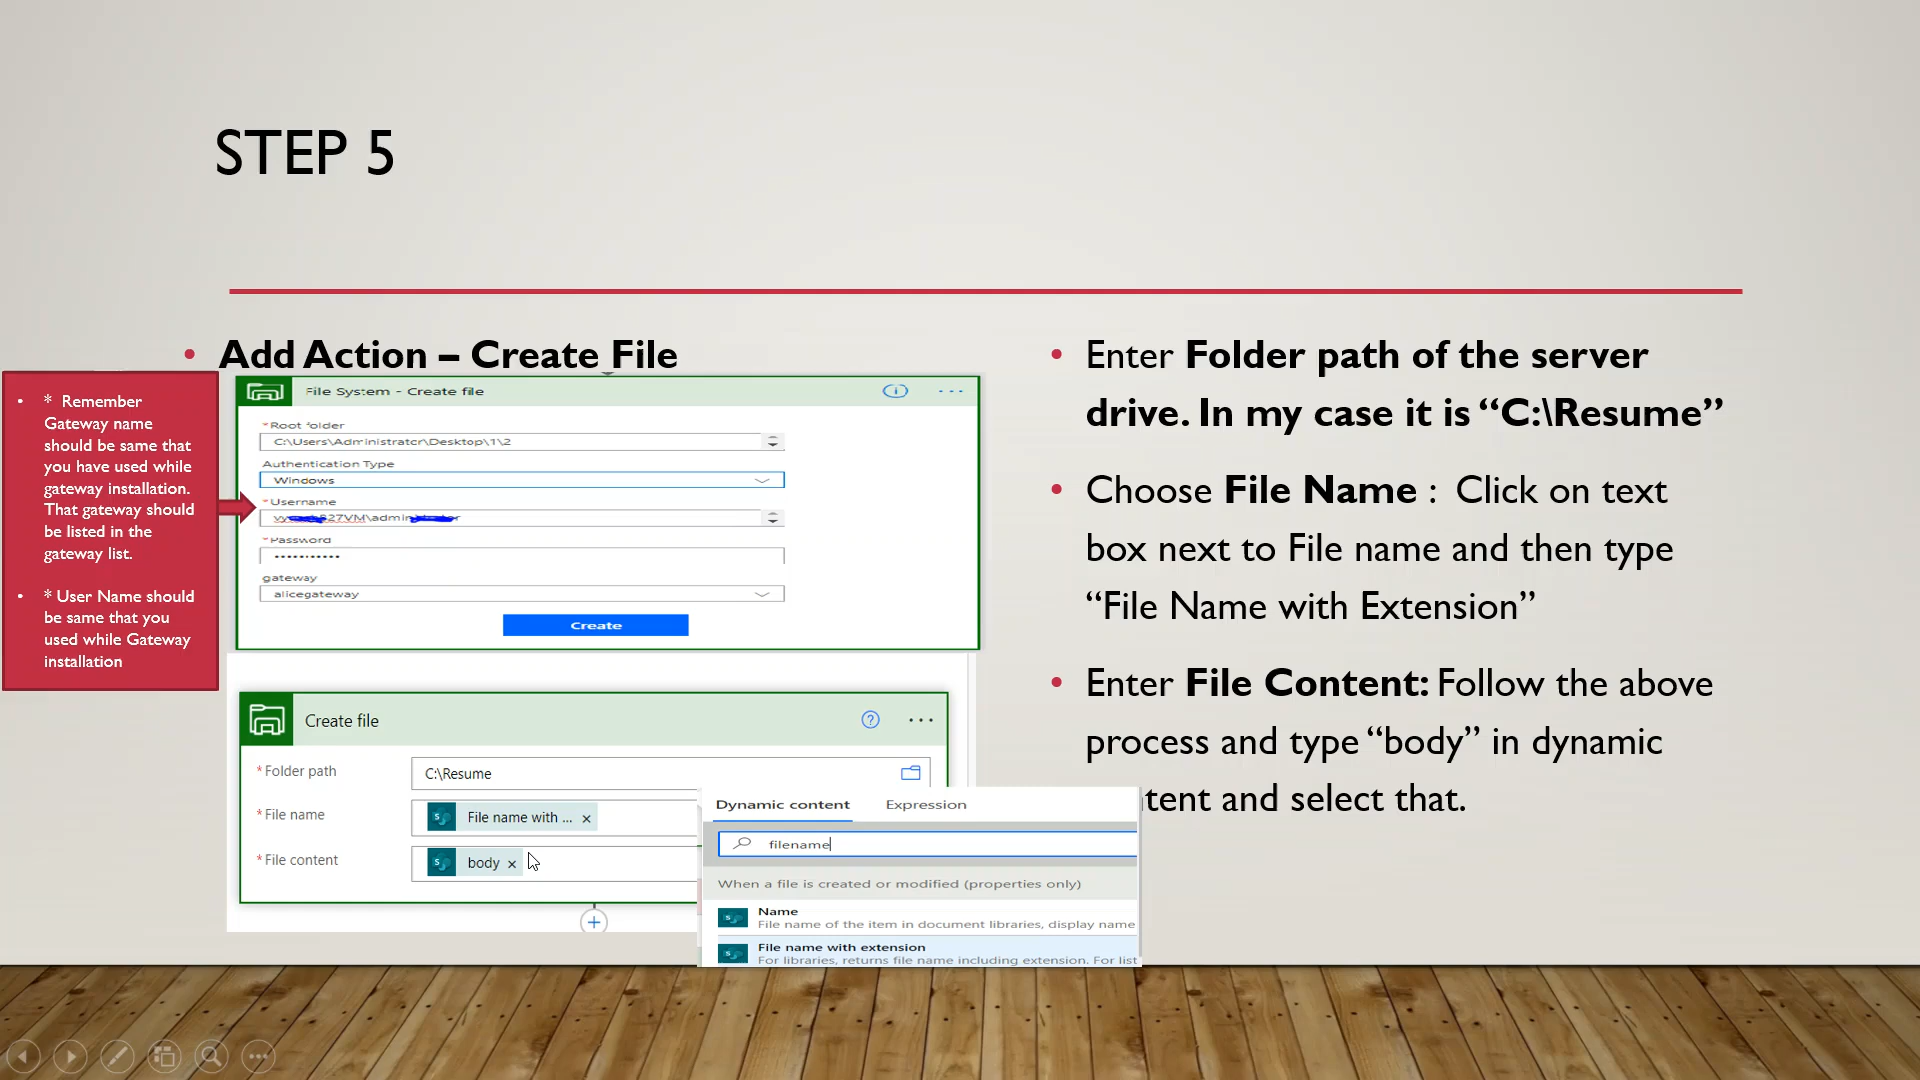 STEP 5
• Add Action – Create File
• * Remember
Gateway name
should be same that
you have used while
gateway installation.
That gateway should
be listed in the
gateway list.
• * User Name should
be same that you
used while Gateway
installation
File System - Create file
*Root folder
C:\Users\Administrator\Desktop\1\2
Authentication Type
Windows
*Username
27VM\admin
*Password
gateway
alicegateway
Create
Create file
*Folder path
C:\Resume
*File name
File name with ... ×
*File content
body ×
Dynamic content Expression
filename
When a file is created or modified (properties only)
Name
File name of the item in document libraries, display name
File name with extension
For libraries, returns file name including extension. For list
• Enter Folder path of the server
drive. In my case it is “C:\Resume”
• Choose File Name : Click on text
box next to File name and then type
“File Name with Extension”
• Enter File Content: Follow the above
process and type “body” in dynamic
tent and select that.